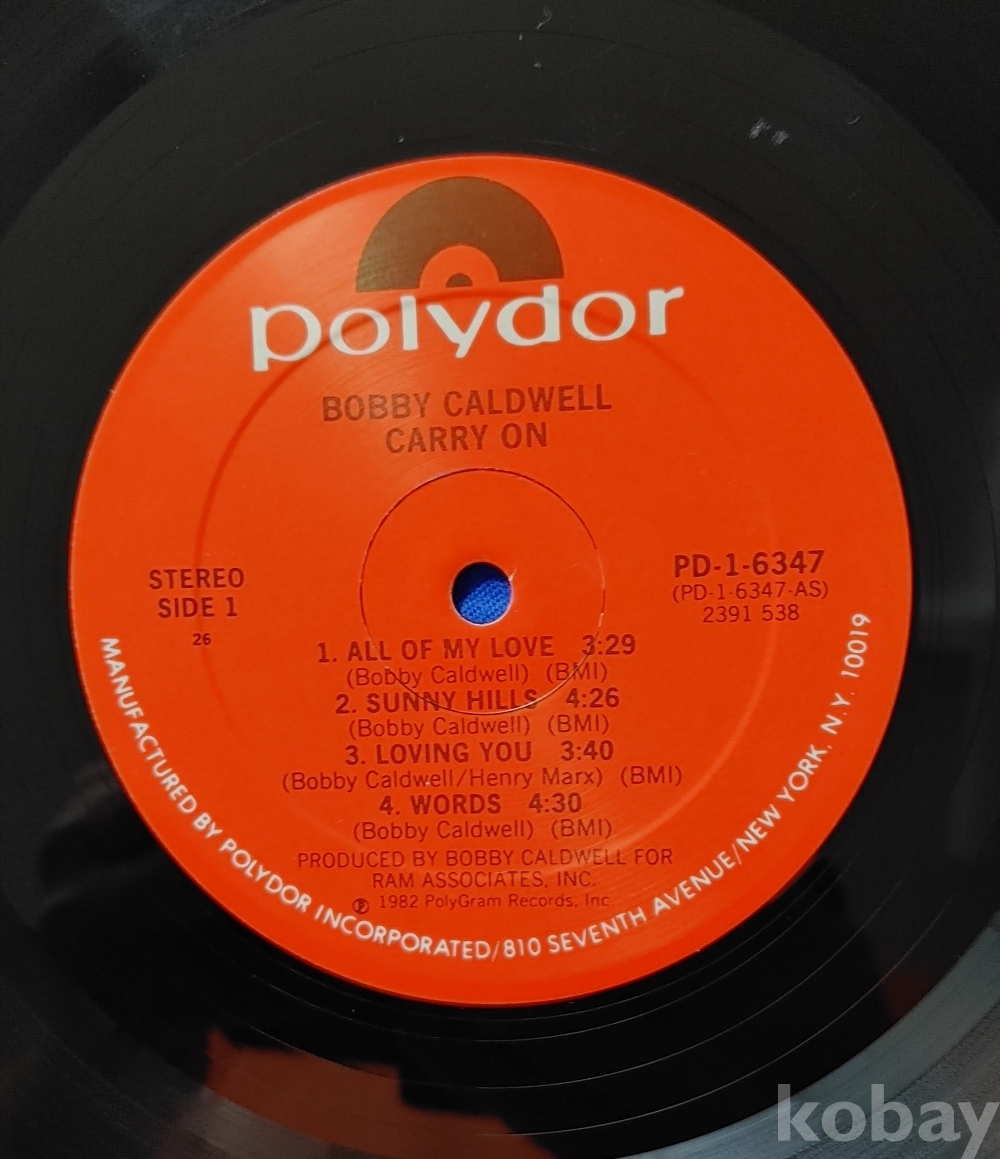 polydor
BOBBY CALDWELL
CARRY ON
STEREO
SIDE 1
26
PD-1-6347
(PD-1-6347-AS)
2391 538
1. ALL OF MY LOVE 3:29
(Bobby Caldwell) (BMI)
2. SUNNY HILLS 4:26
(Bobby Caldwell) (BMI)
3. LOVING YOU 3:40
(Bobby Caldwell/Henry Marx) (BMI)
4. WORDS 4:30
(Bobby Caldwell) (BMI)
PRODUCED BY BOBBY CALDWELL FOR
RAM ASSOCIATES, INC.
℗ 1982 PolyGram Records, Inc.
MANUFACTURED BY POLYDOR INCORPORATED/810 SEVENTH AVENUE/NEW YORK, N.Y. 10019
kobay